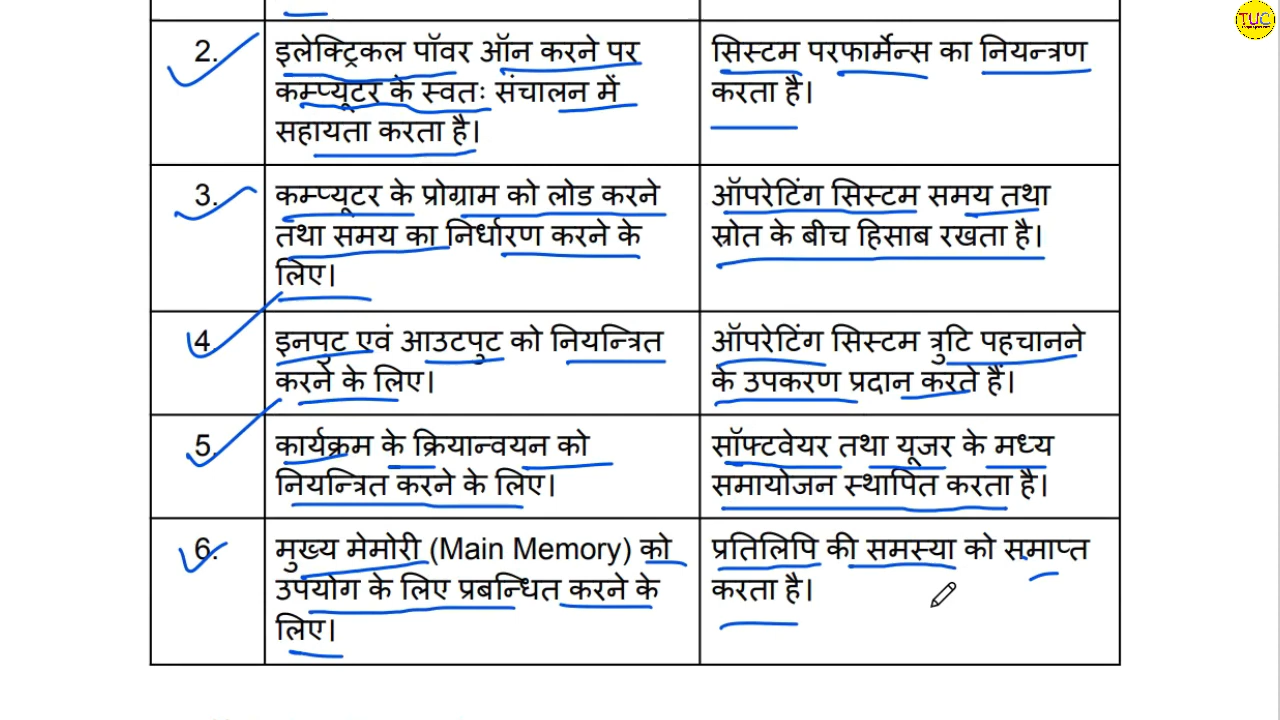 TUC
2.
इलेक्ट्रिकल पॉवर ऑन करने पर
कम्प्यूटर के स्वतः संचालन में
सहायता करता है।
सिस्टम परफार्मेन्स का नियन्त्रण
करता है।
3.
कम्प्यूटर के प्रोग्राम को लोड करने
तथा समय का निर्धारण करने के
लिए।
ऑपरेटिंग सिस्टम समय तथा
स्रोत के बीच हिसाब रखता है।
4.
इनपुट एवं आउटपुट को नियन्त्रित
करने के लिए।
ऑपरेटिंग सिस्टम त्रुटि पहचानने
के उपकरण प्रदान करते हैं।
5.
कार्यक्रम के क्रियान्वयन को
नियन्त्रित करने के लिए।
सॉफ्टवेयर तथा यूजर के मध्य
समायोजन स्थापित करता है।
6.
मुख्य मेमोरी (Main Memory) को
उपयोग के लिए प्रबन्धित करने के
लिए।
प्रतिलिपि की समस्या को समाप्त
करता है।